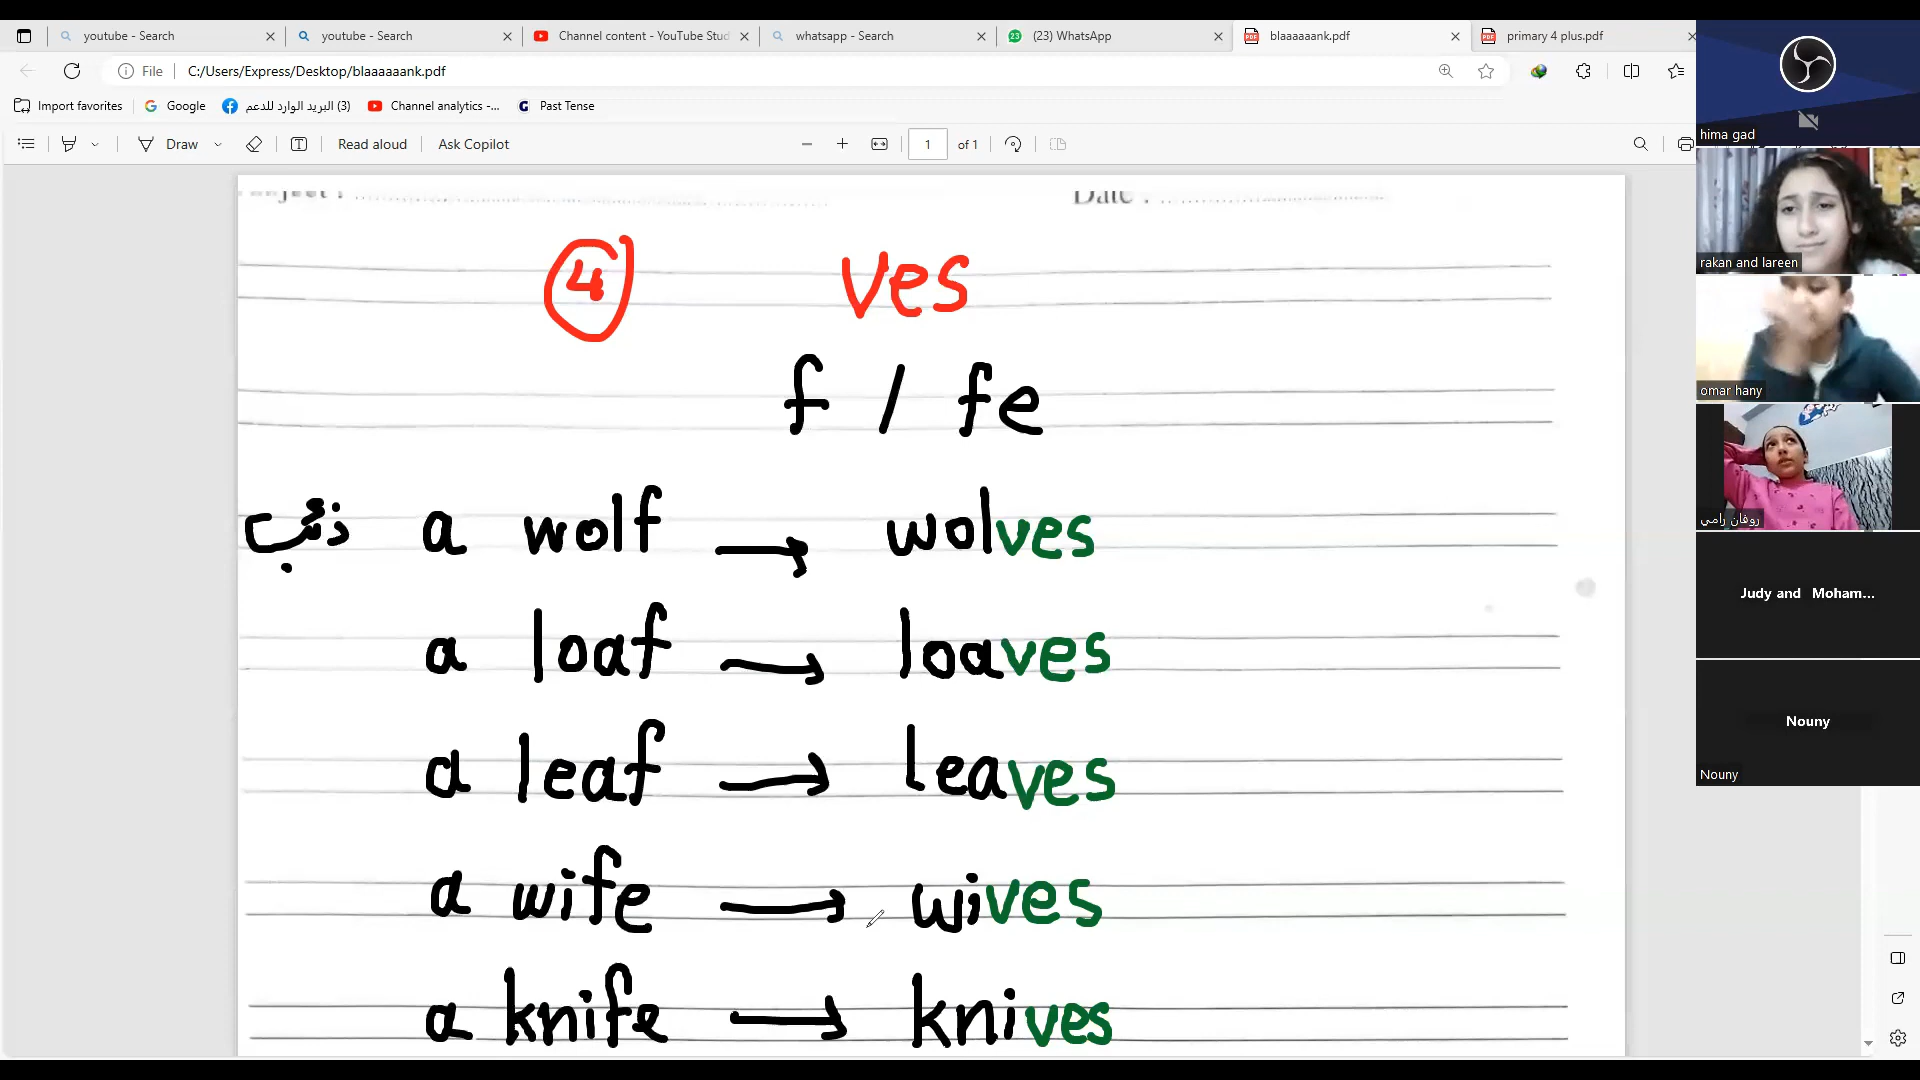 youtube - Search
youtube - Search
Channel content - YouTube Stud
whatsapp - Search
(23) WhatsApp
blaaaaaank.pdf
primary 4 plus.pdf
File
C:/Users/Express/Desktop/blaaaaaank.pdf
Import favorites
Google
(3) البريد الوارد للدعم
Channel analytics -...
Past Tense
Draw
Read aloud
Ask Copilot
1 of 1
Date :
4 ves
f / fe
ذئب a wolf → wolves
a loaf → loaves
a leaf → leaves
a wife → wives
a knife → knives
hima gad
rakan and lareen
omar hany
روفان رامي
Judy and Moham...
Nouny
Nouny